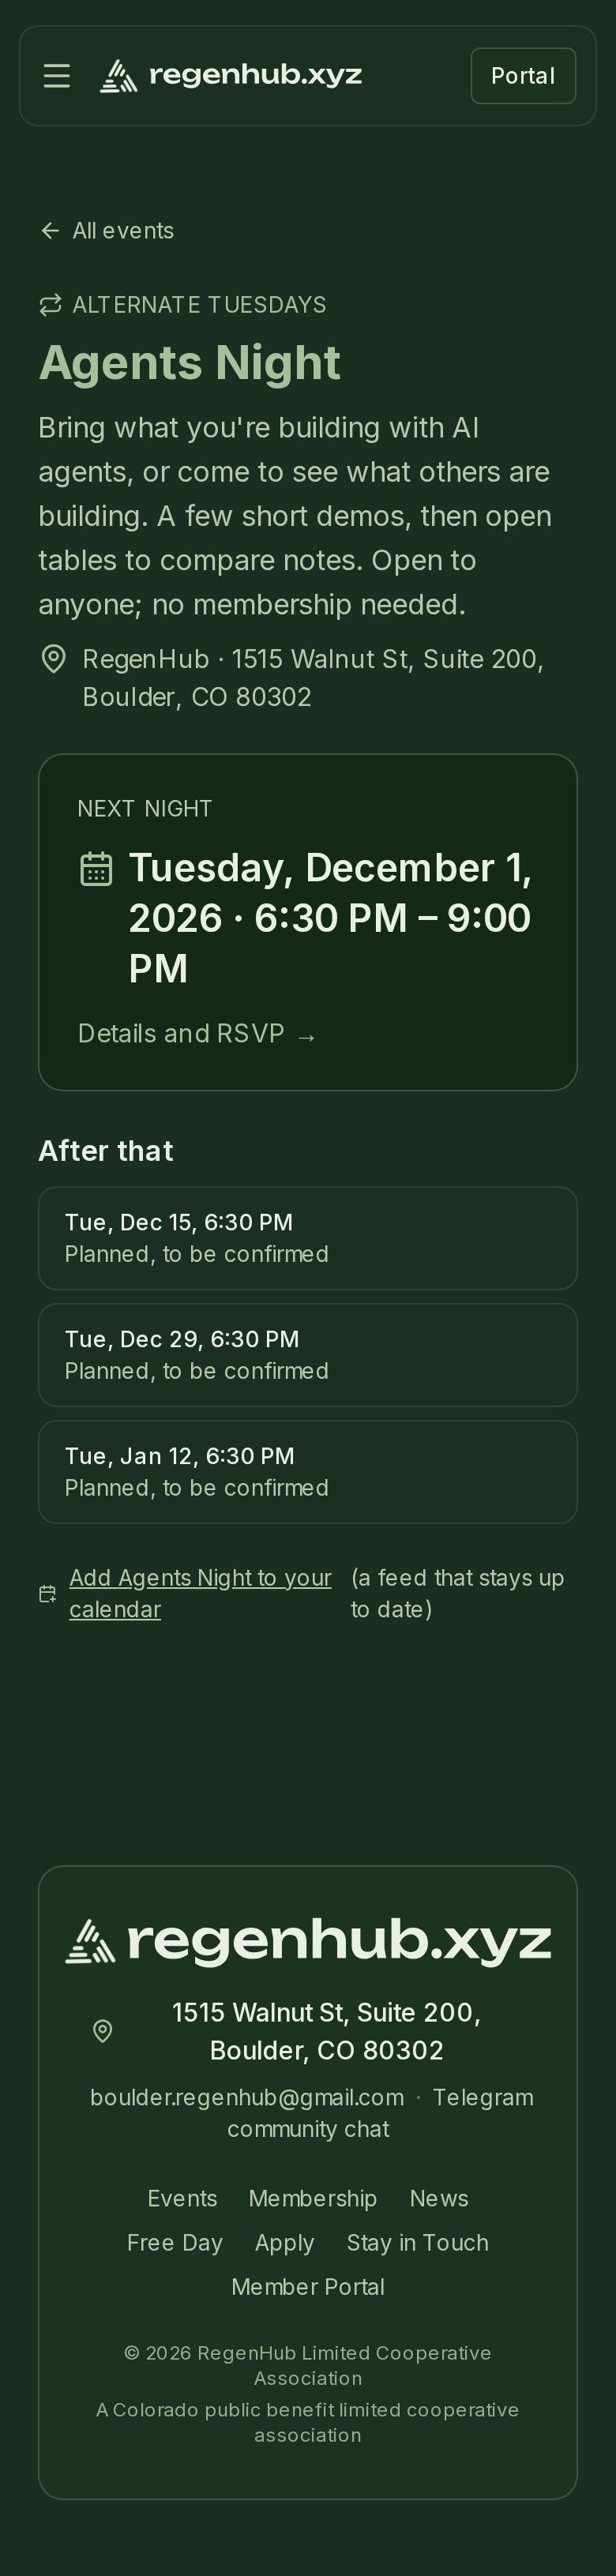 regenhub.xyz
Portal
← All events
ALTERNATE TUESDAYS
Agents Night
Bring what you're building with AI
agents, or come to see what others are
building. A few short demos, then open
tables to compare notes. Open to
anyone; no membership needed.
RegenHub · 1515 Walnut St, Suite 200,
Boulder, CO 80302
NEXT NIGHT
Tuesday, December 1,
2026 · 6:30 PM – 9:00
PM
Details and RSVP →
After that
Tue, Dec 15, 6:30 PM
Planned, to be confirmed
Tue, Dec 29, 6:30 PM
Planned, to be confirmed
Tue, Jan 12, 6:30 PM
Planned, to be confirmed
Add Agents Night to your
calendar
(a feed that stays up
to date)
regenhub.xyz
1515 Walnut St, Suite 200,
Boulder, CO 80302
boulder.regenhub@gmail.com · Telegram
community chat
Events Membership News
Free Day Apply Stay in Touch
Member Portal
© 2026 RegenHub Limited Cooperative
Association
A Colorado public benefit limited cooperative
association